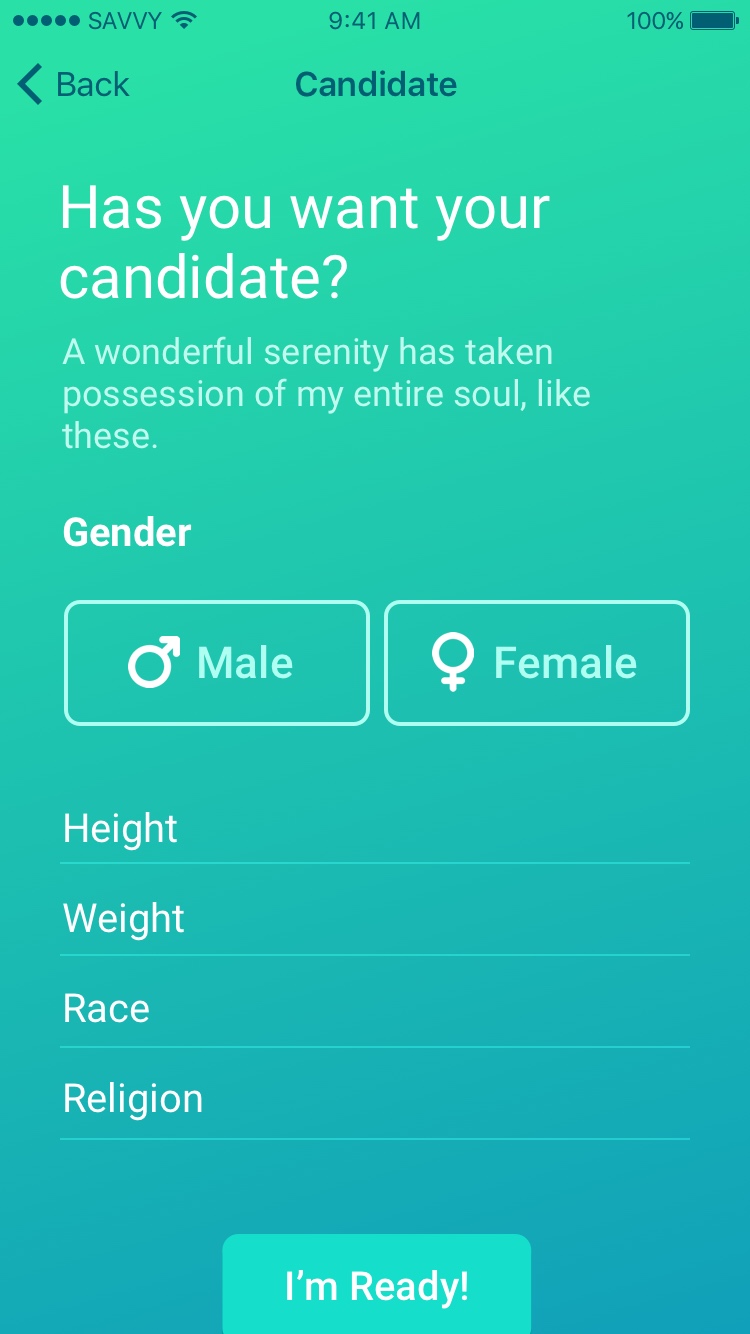 SAVVY 9:41 AM 100%
Back Candidate
Has you want your
candidate?
A wonderful serenity has taken
possession of my entire soul, like
these.
Gender
Male Female
Height
Weight
Race
Religion
I’m Ready!